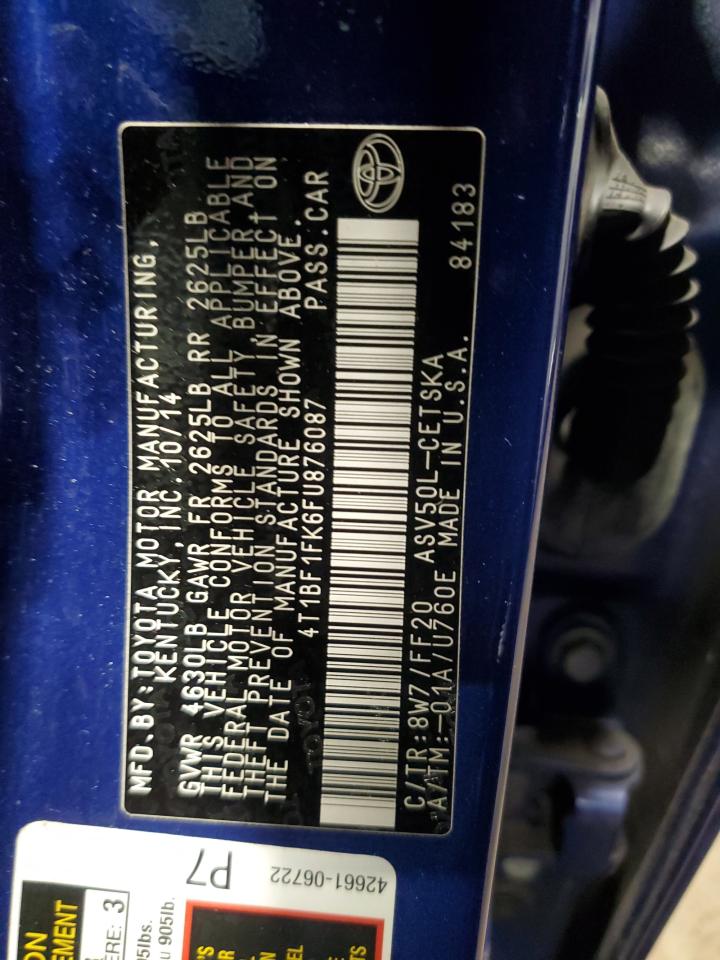 MFD.BY:TOYOTA MOTOR MANUFACTURING,
KENTUCKY, INC. 10/14
GVWR 4630LB GAWR FR 2625LB RR 2625LB
THIS VEHICLE CONFORMS TO ALL APPLICABLE
FEDERAL MOTOR VEHICLE SAFETY, BUMPER, AND
THEFT PREVENTION STANDARDS IN EFFECT ON
THE DATE OF MANUFACTURE SHOWN ABOVE.
4T1BF1FK6FU876087 PASS.CAR
C/TR:8W7/FF20 ASV50L-CETSKA
A/TM:-01A/U760E MADE IN U.S.A. 84183
P7
42661-06722
3
905lb.